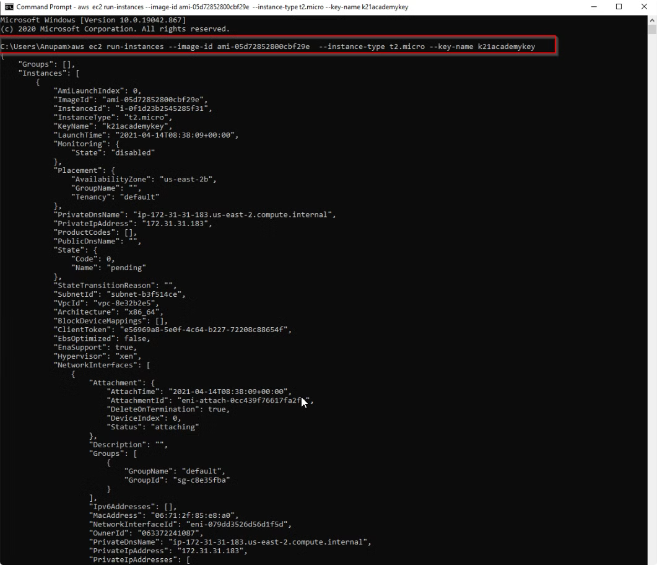 Command Prompt - aws ec2 run-instances --image-id ami-05d72852800cbf29e --instance-type t2.micro --key-name k21academykey
Microsoft Windows [Version 10.0.19042.867]
(c) 2020 Microsoft Corporation. All rights reserved.
C:\Users\Anupam>aws ec2 run-instances --image-id ami-05d72852800cbf29e --instance-type t2.micro --key-name k21academykey
{
"Groups": [],
"Instances": [
{
"AmiLaunchIndex": 0,
"ImageId": "ami-05d72852800cbf29e",
"InstanceId": "i-0f1d23b2545285f31",
"InstanceType": "t2.micro",
"KeyName": "k21academykey",
"LaunchTime": "2021-04-14T08:38:09+00:00",
"Monitoring": {
"State": "disabled"
},
"Placement": {
"AvailabilityZone": "us-east-2b",
"GroupName": "",
"Tenancy": "default"
},
"PrivateDnsName": "ip-172-31-31-183.us-east-2.compute.internal",
"PrivateIpAddress": "172.31.31.183",
"ProductCodes": [],
"PublicDnsName": "",
"State": {
"Code": 0,
"Name": "pending"
},
"StateTransitionReason": "",
"SubnetId": "subnet-b3f514ce",
"VpcId": "vpc-8e32b2e5",
"Architecture": "x86_64",
"BlockDeviceMappings": [],
"ClientToken": "e56969a8-5e0f-4c64-b227-72208c88654f",
"EbsOptimized": false,
"EnaSupport": true,
"Hypervisor": "xen",
"NetworkInterfaces": [
{
"Attachment": {
"AttachTime": "2021-04-14T08:38:09+00:00",
"AttachmentId":
"DeleteOnTermination": true,
"DeviceIndex": 0,
"Status": "attaching"
},
"Description": "",
"Groups": [
{
"GroupName": "default",
"GroupId": "sg-c8e35fba"
}
],
"Ipv6Addresses": [],
"MacAddress": "06:71:2f:85:e8:a0",
"NetworkInterfaceId": "eni-079dd3526d56d1f5d",
"OwnerId": "063372241087",
"PrivateDnsName": "ip-172-31-31-183.us-east-2.compute.internal",
"PrivateIpAddress": "172.31.31.183",
"PrivateIpAddresses": [